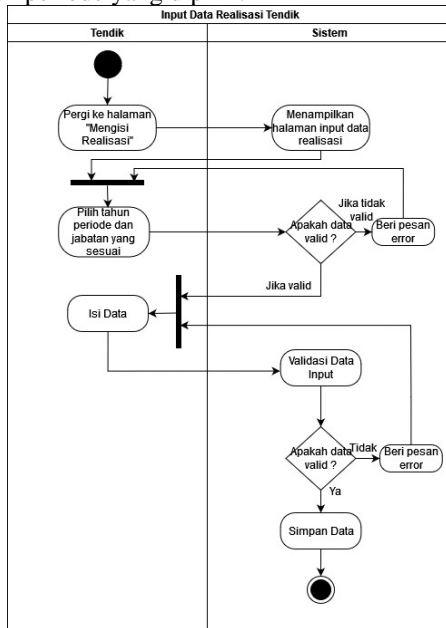 Input Data Realisasi Tendik
Tendik
Sistem
Pergi ke halaman
"Mengisi
Realisasi"
Menampilkan
halaman input data
realisasi
Pilih tahun
periode dan
jabatan yang
sesuai
Apakah data
valid ?
Jika tidak
valid
Beri pesan
error
Jika valid
Isi Data
Validasi Data
Input
Apakah data
valid ?
Tidak
Beri pesan
error
Ya
Simpan Data